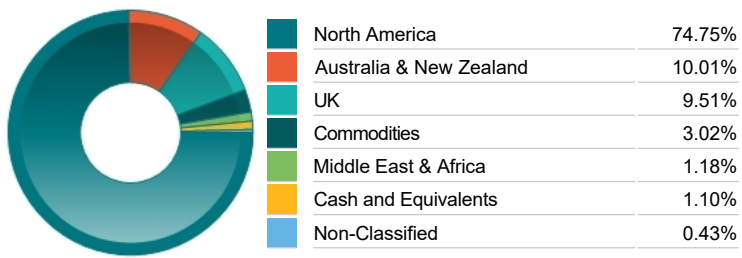 North America 74.75%
Australia & New Zealand 10.01%
UK 9.51%
Commodities 3.02%
Middle East & Africa 1.18%
Cash and Equivalents 1.10%
Non-Classified 0.43%